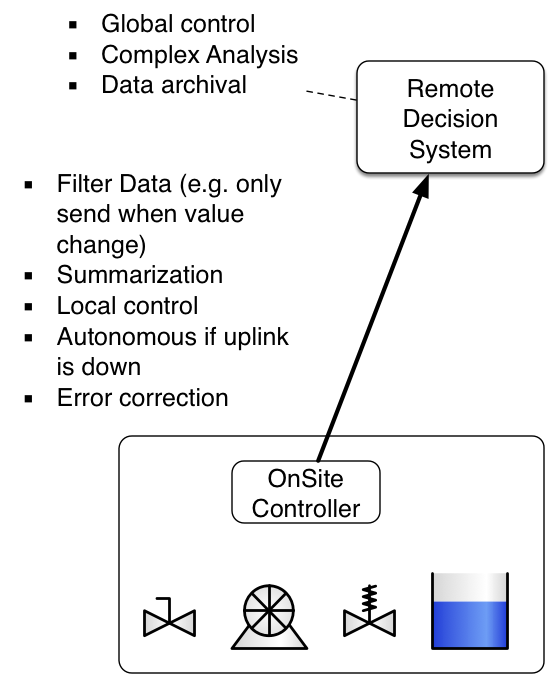 ▪ Global control
▪ Complex Analysis
▪ Data archival
Remote
Decision
System
▪ Filter Data (e.g. only
send when value
change)
▪ Summarization
▪ Local control
▪ Autonomous if uplink
is down
▪ Error correction
OnSite
Controller